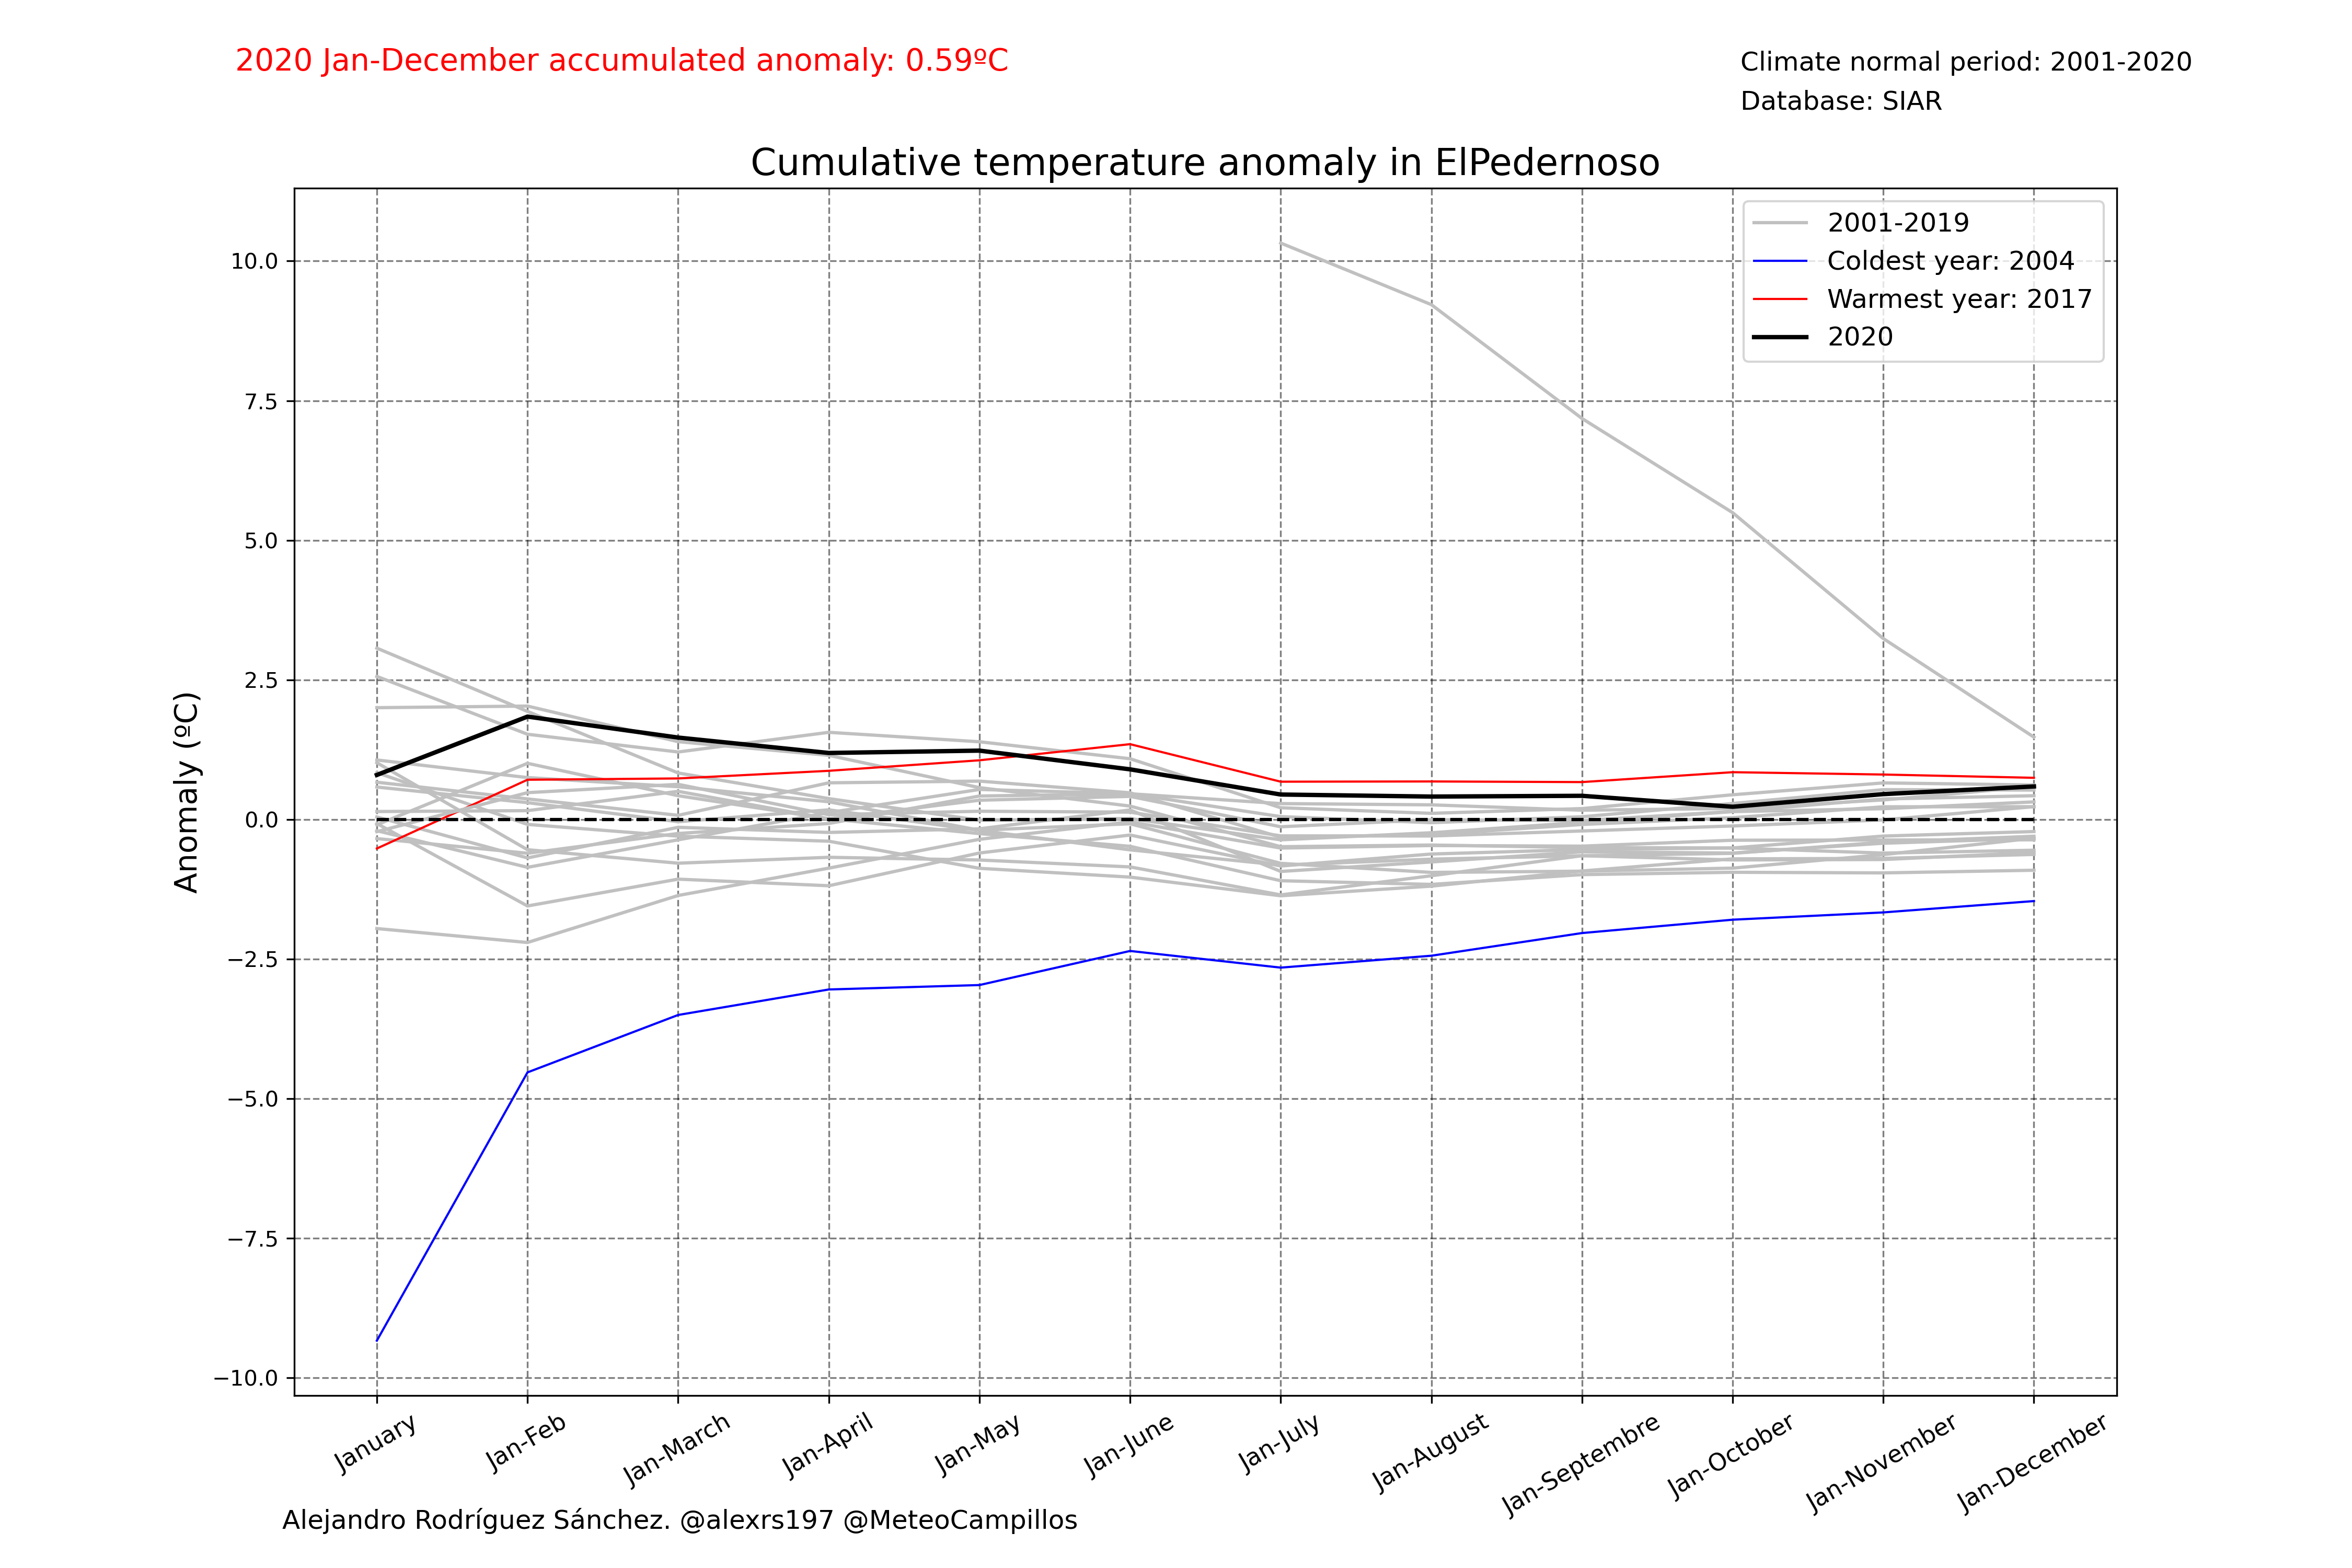 2020 Jan-December accumulated anomaly: 0.59ºC
Climate normal period: 2001-2020
Database: SIAR
Cumulative temperature anomaly in ElPedernoso
2001-2019
Coldest year: 2004
Warmest year: 2017
2020
Anomaly (ºC)
10.0
7.5
5.0
2.5
0.0
−2.5
−5.0
−7.5
−10.0
January
Jan-Feb
Jan-March
Jan-April
Jan-May
Jan-June
Jan-July
Jan-August
Jan-Septembre
Jan-October
Jan-November
Jan-December
Alejandro Rodríguez Sánchez. @alexrs197 @MeteoCampillos